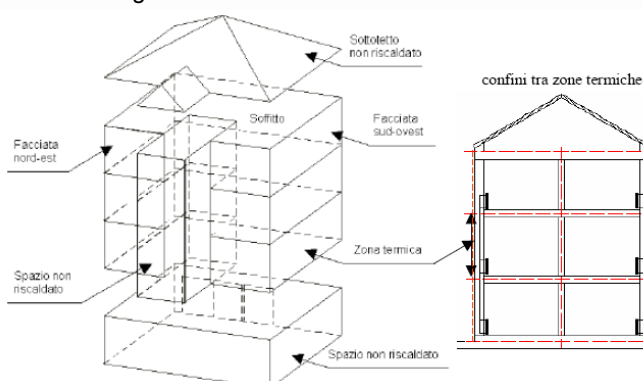 Sottotetto
non riscaldato
confini tra zone termiche
Soffitto
Facciata
sud-ovest
Facciata
nord-est
Zona termica
Spazio non
riscaldato
Spazio non riscaldato